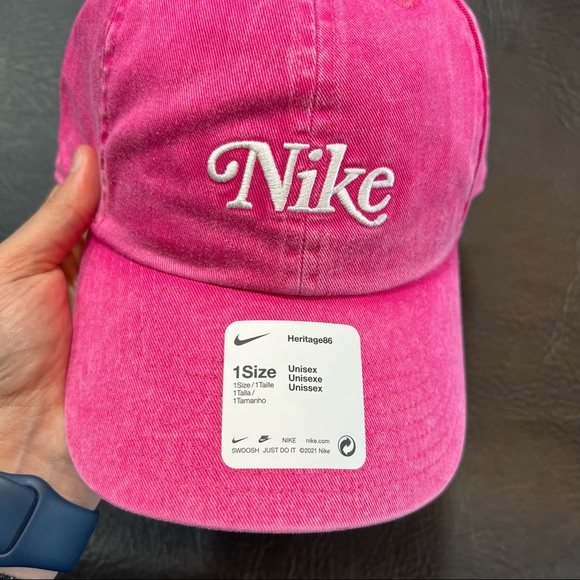 Nike
Heritage86
1Size
1Size/1Taille
1Talla/
1Tamanho
Unisex
Unisexe
Unissex
NIKE nike.com
SWOOSH JUST DO IT ©2021 Nike